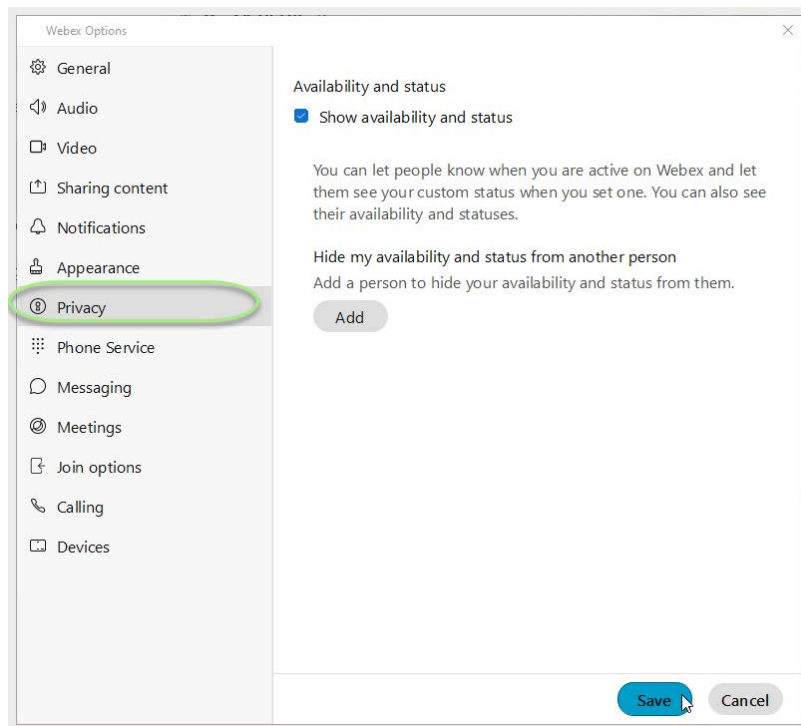 Webex Options
General
Audio
Video
Sharing content
Notifications
Appearance
Privacy
Phone Service
Messaging
Meetings
Join options
Calling
Devices
Availability and status
Show availability and status
You can let people know when you are active on Webex and let
them see your custom status when you set one. You can also see
their availability and statuses.
Hide my availability and status from another person
Add a person to hide your availability and status from them.
Add
Save
Cancel